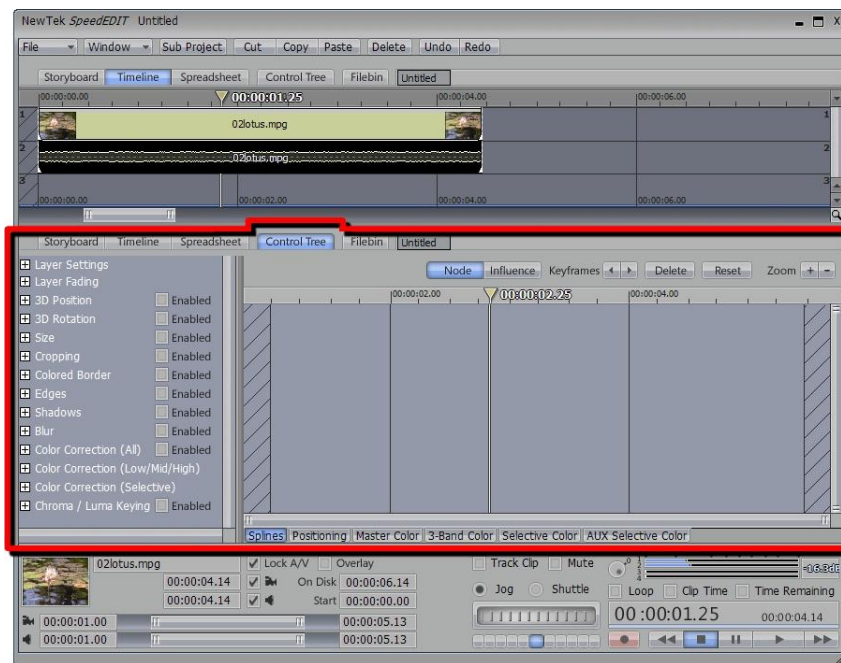 NewTek SpeedEDIT Untitled
File Window Sub Project Cut Copy Paste Delete Undo Redo
Storyboard Timeline Spreadsheet Control Tree Filebin Untitled
00:00:00.00 00:00:01.25 00:00:04.00 00:00:06.00
1 02lotus.mpg 1
2 02lotus.mpg 2
3 3
00:00:00.00 00:00:02.00 00:00:04.00 00:00:06.00
Storyboard Timeline Spreadsheet Control Tree Filebin Untitled
Layer Settings
Layer Fading
3D Position Enabled
3D Rotation Enabled
Size Enabled
Cropping Enabled
Colored Border Enabled
Edges Enabled
Shadows Enabled
Blur Enabled
Color Correction (All) Enabled
Color Correction (Low/Mid/High)
Color Correction (Selective)
Chroma / Luma Keying Enabled
Node Influence Keyframes Delete Reset Zoom + -
00:00:02.00 00:00:02.25 00:00:04.00
Splines Positioning Master Color 3-Band Color Selective Color AUX Selective Color
02lotus.mpg
00:00:04.14
00:00:04.14
00:00:01.00 00:00:05.13
00:00:01.00 00:00:05.13
Lock A/V Overlay
On Disk 00:00:06.14
Start 00:00:00.00
Track Clip Mute
Jog Shuttle
-16.3dB
Loop Clip Time Time Remaining
00:00:01.25 00:00:04.14